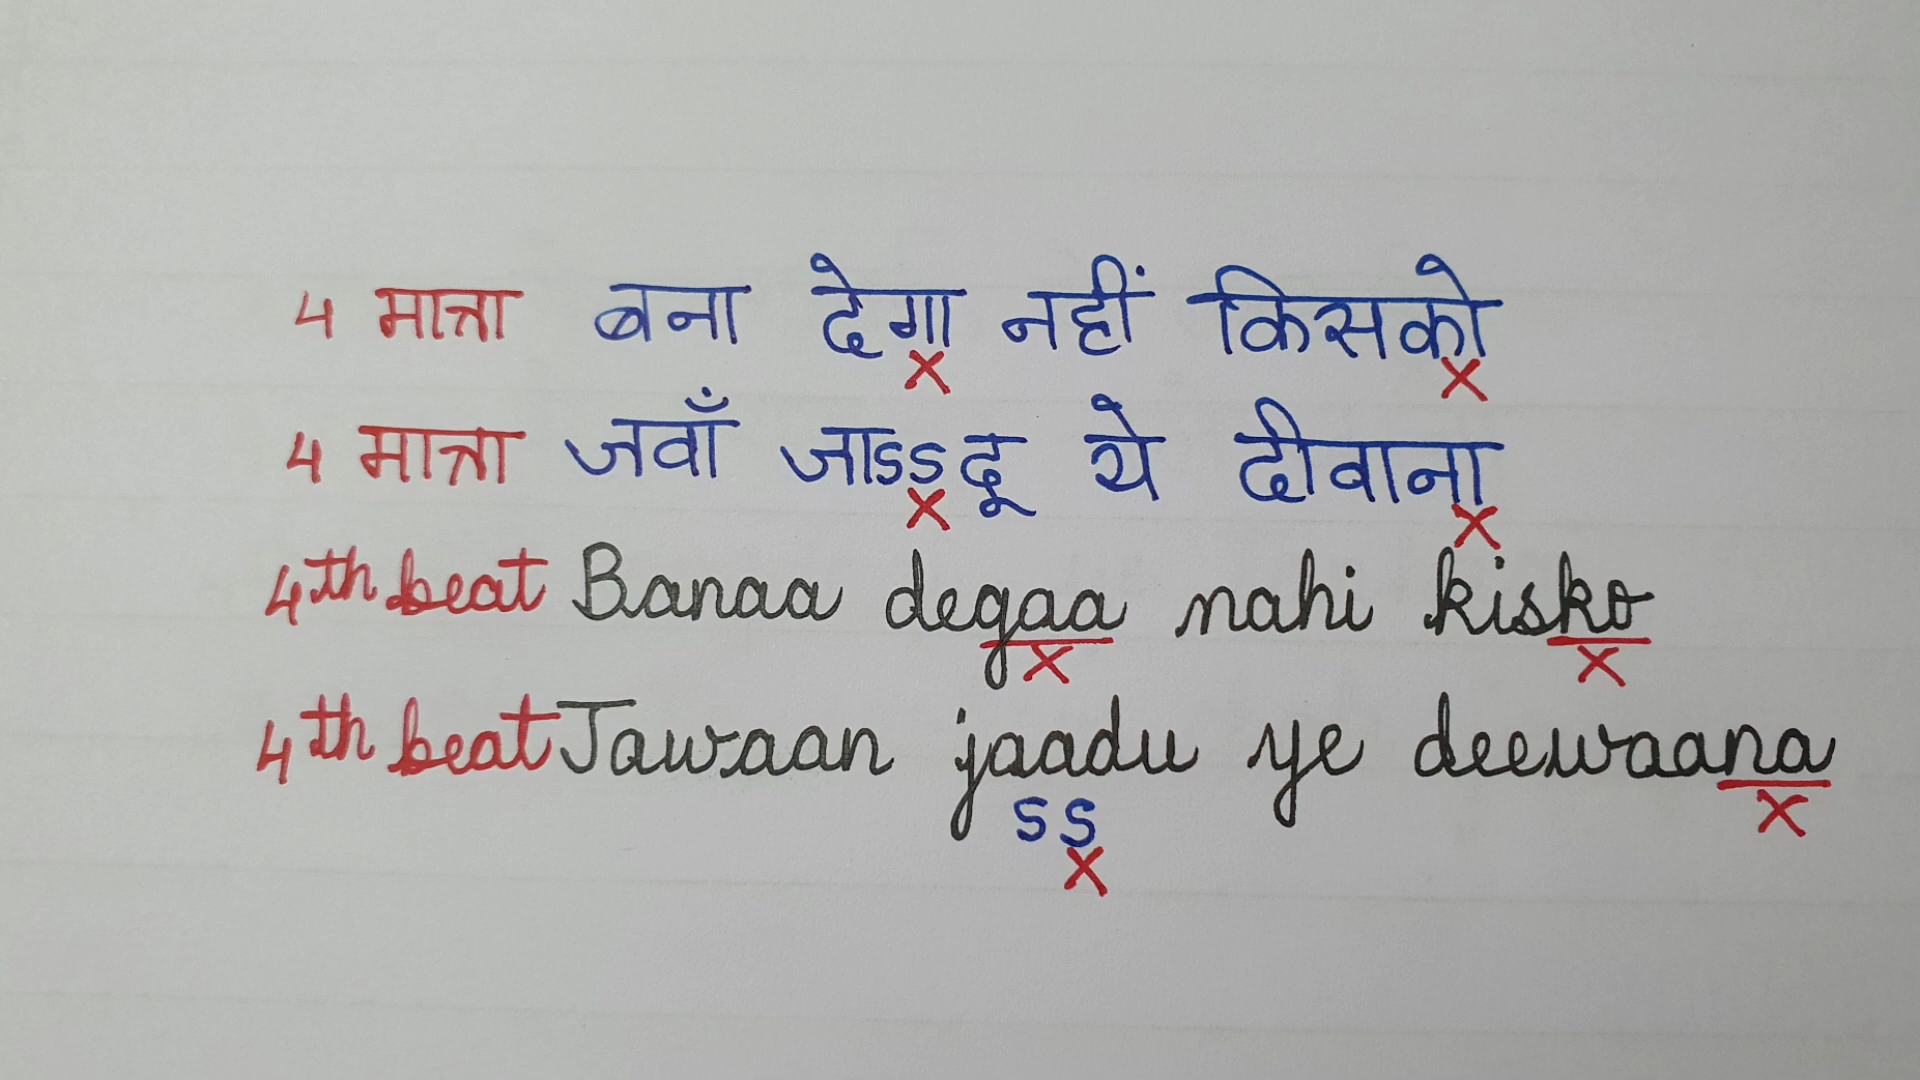 4 मात्रा बना देगा नहीं किसको
x x
4 मात्रा जवाँ जाऽऽदू ये दीवाना
x x
4th beat Banaa degaa nahi kisko
x x
4th beat Jawaan jaadu ye deewaana
ऽऽ x
x